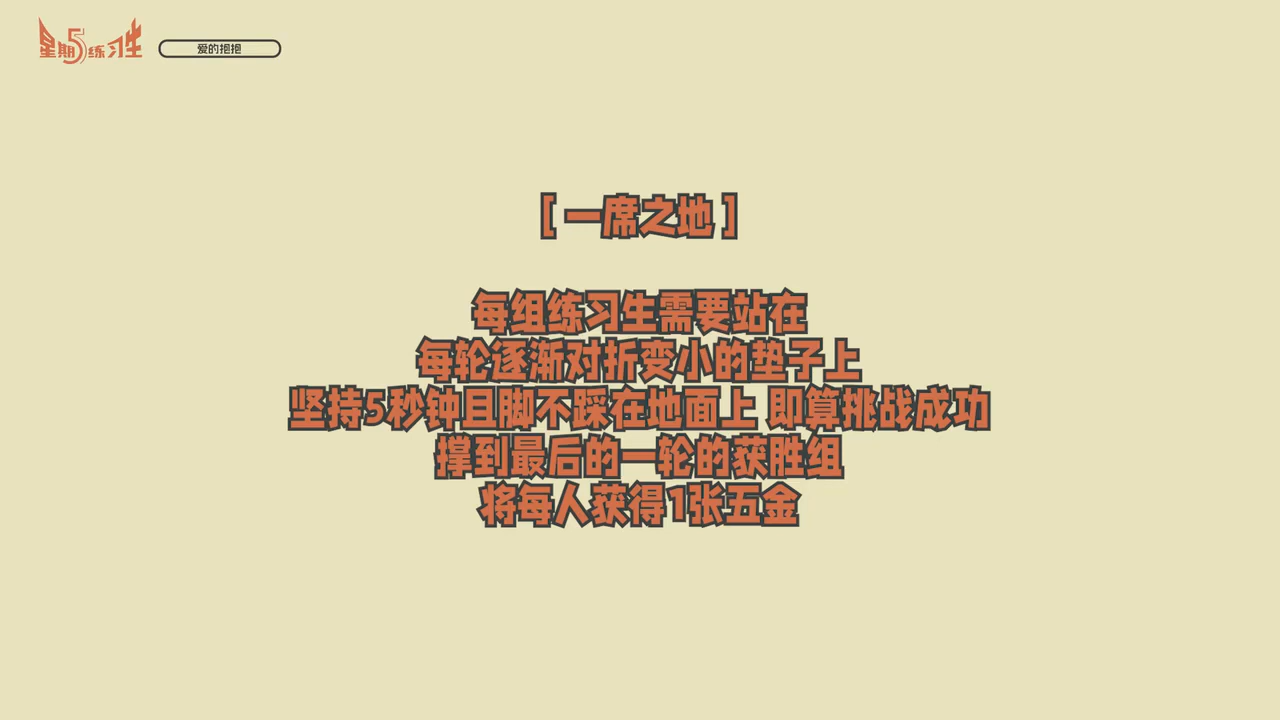 星期5练习生
爱的抱抱
[ 一席之地 ]
每组练习生需要站在
每轮逐渐对折变小的垫子上
坚持5秒钟且脚不踩在地面上 即算挑战成功
撑到最后的一轮的获胜组
将每人获得1张五金